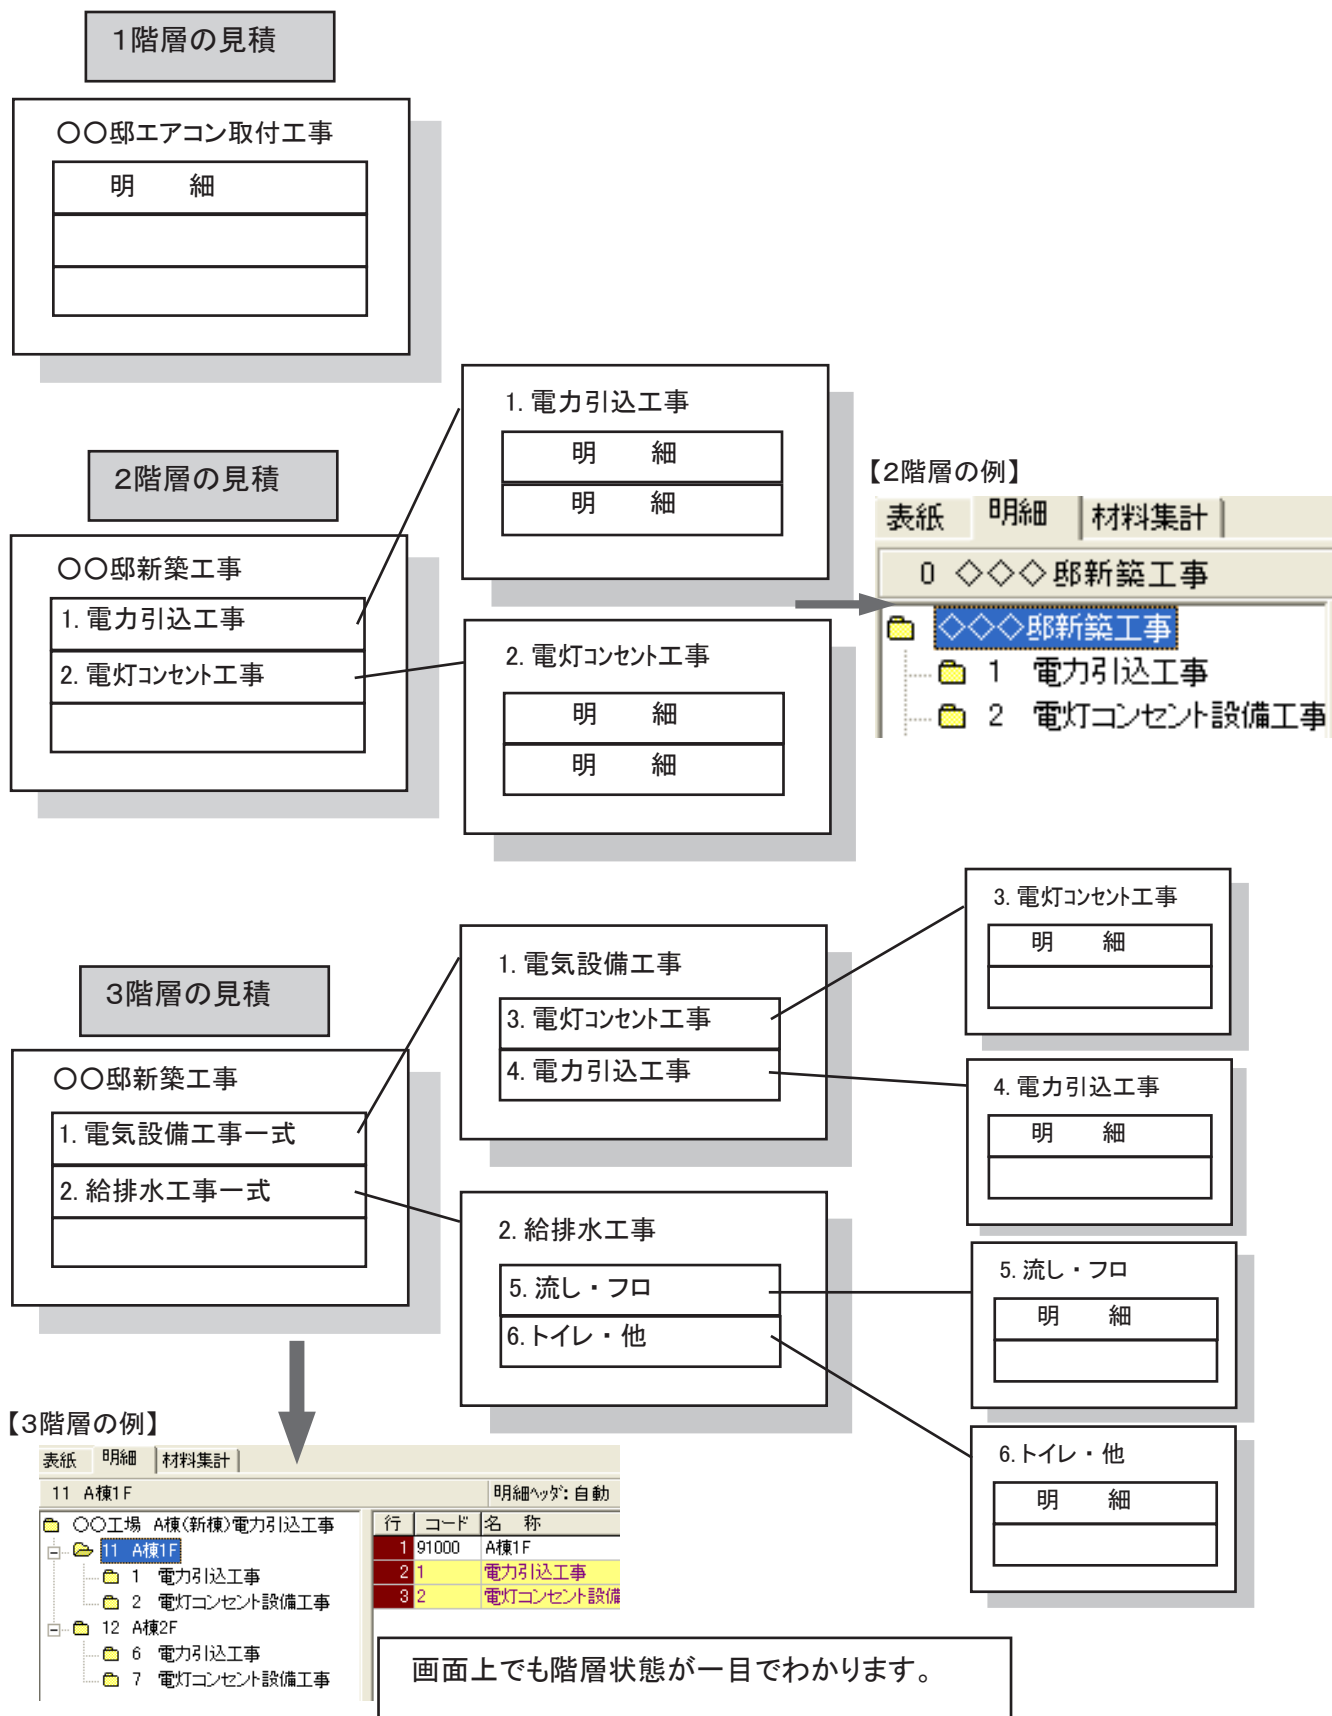 1階層の見積
〇〇邸エアコン取付工事
明　　細
2階層の見積
〇〇邸新築工事
1. 電力引込工事
2. 電灯コンセント工事
1. 電力引込工事
明　　細
明　　細
2. 電灯コンセント工事
明　　細
明　　細
【2階層の例】
表紙 明細 材料集計
0 ◇◇◇邸新築工事
◇◇◇邸新築工事
1 電力引込工事
2 電灯コンセント設備工事
3階層の見積
〇〇邸新築工事
1. 電気設備工事一式
2. 給排水工事一式
1. 電気設備工事
3. 電灯コンセント工事
4. 電力引込工事
2. 給排水工事
5. 流し・フロ
6. トイレ・他
3. 電灯コンセント工事
明　　細
4. 電力引込工事
明　　細
5. 流し・フロ
明　　細
6. トイレ・他
明　　細
【3階層の例】
表紙 明細 材料集計
11 A棟1F 明細ヘッダ: 自動
〇〇工場 A棟(新棟)電力引込工事
11 A棟1F
1 電力引込工事
2 電灯コンセント設備工事
12 A棟2F
6 電力引込工事
7 電灯コンセント設備工事
行 コード 名　称
1 91000 A棟1F
2 1 電力引込工事
3 2 電灯コンセント設備
画面上でも階層状態が一目でわかります。